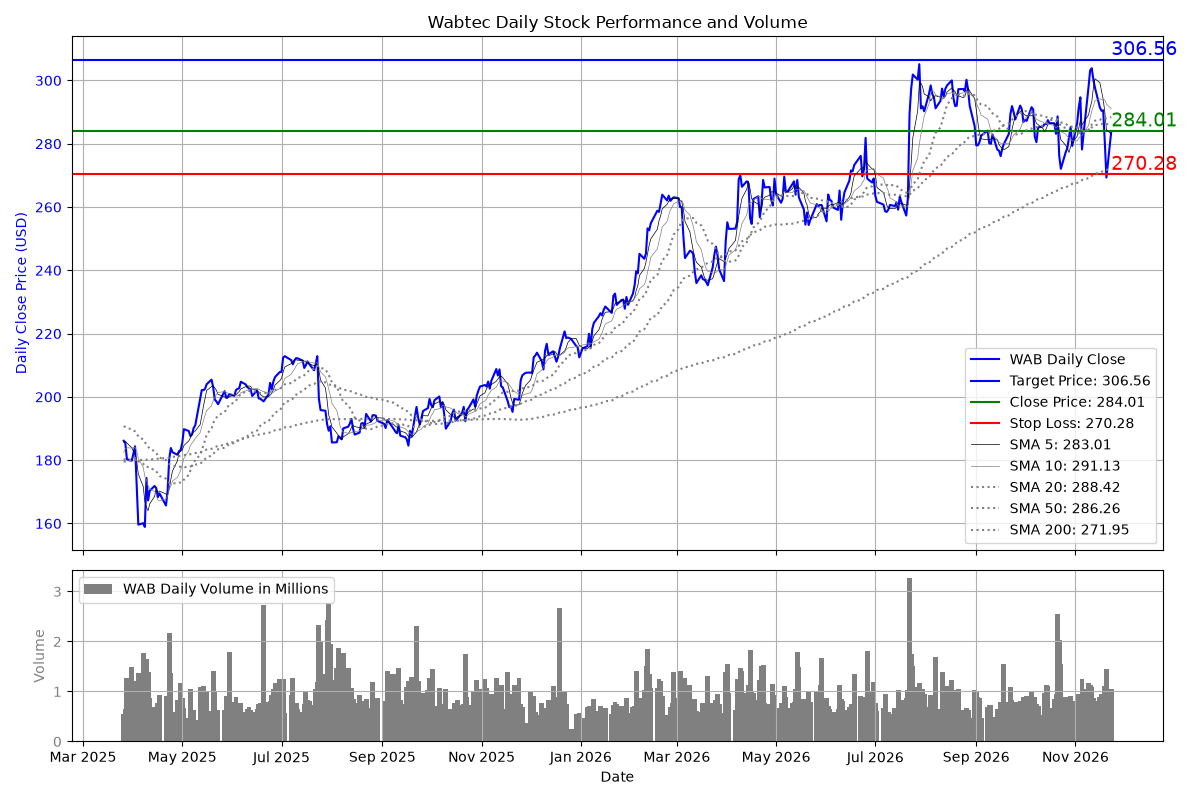 Wabtec Daily Stock Performance and Volume
306.56
300
284.01
280
270.28
260
240
220
200
180
160
Daily Close Price (USD)
WAB Daily Close
Target Price: 306.56
Close Price: 284.01
Stop Loss: 270.28
SMA 5: 283.01
SMA 10: 291.13
SMA 20: 288.42
SMA 50: 286.26
SMA 200: 271.95
WAB Daily Volume in Millions
3
2
1
0
Volume
Mar 2025 May 2025 Jul 2025 Sep 2025 Nov 2025 Jan 2026 Mar 2026 May 2026 Jul 2026 Sep 2026 Nov 2026
Date